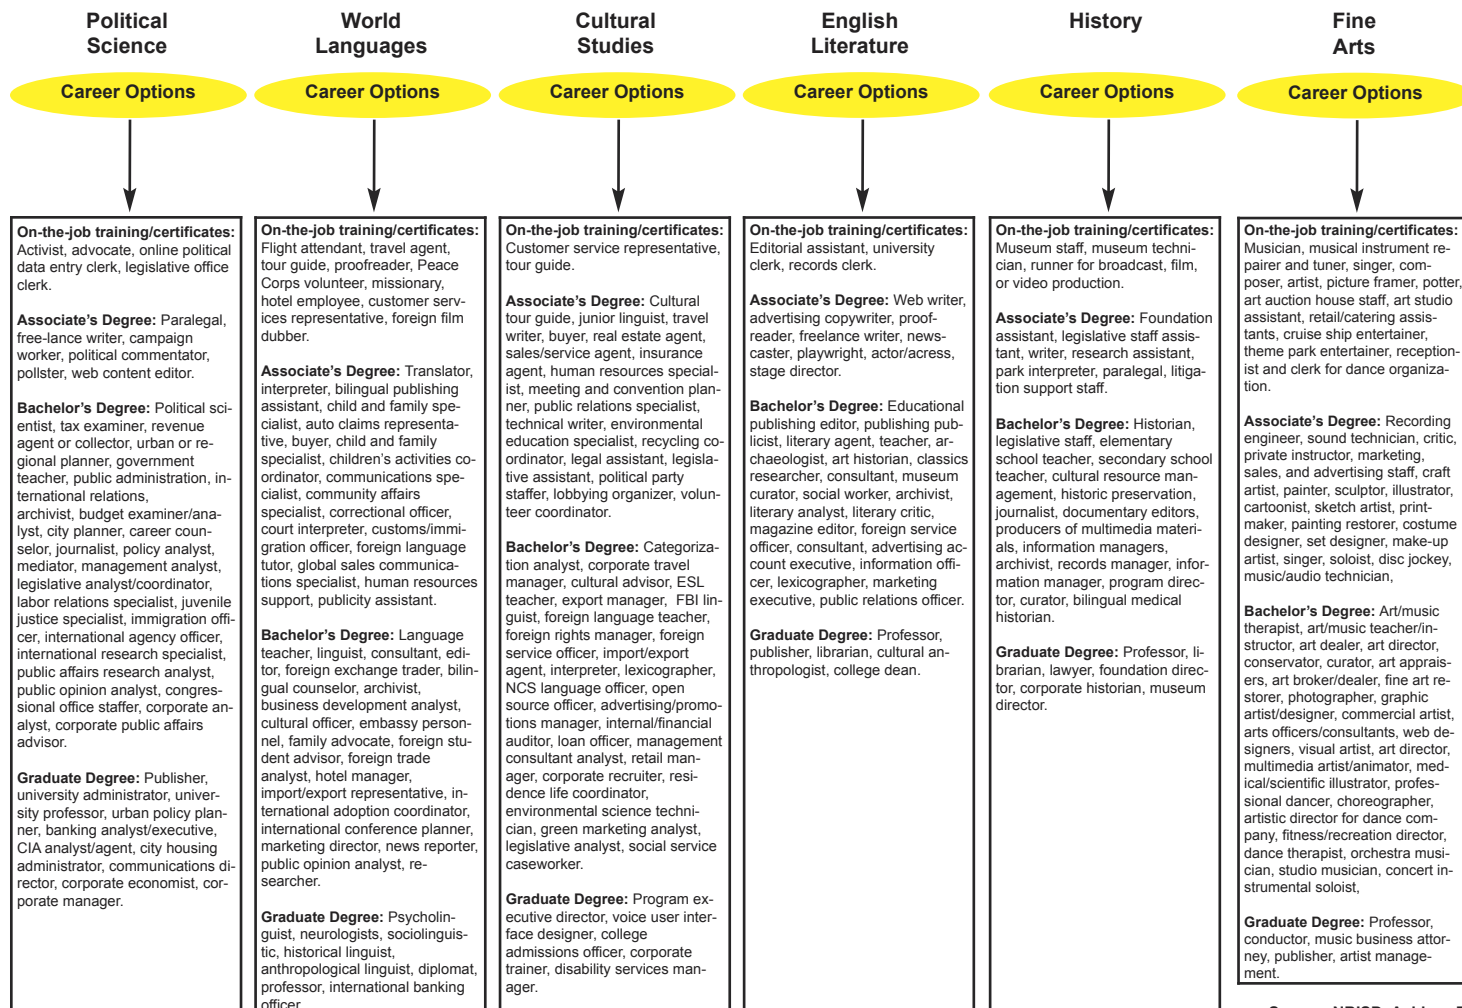 Political
Science
Career Options
On-the-job training/certificates:
Activist, advocate, online political
data entry clerk, legislative office
clerk.
Associate's Degree: Paralegal,
free-lance writer, campaign
worker, political commentator,
pollster, web content editor.
Bachelor's Degree: Political sci-
entist, tax examiner, revenue
agent or collector, urban or re-
gional planner, government
teacher, public administration, in-
ternational relations,
archivist, budget examiner/ana-
lyst, city planner, career coun-
selor, journalist, policy analyst,
mediator, management analyst,
legislative analyst/coordinator,
labor relations specialist, juvenile
justice specialist, immigration offi-
cer, international agency officer,
international research specialist,
public affairs research analyst,
public opinion analyst, congres-
sional office staffer, corporate an-
alyst, corporate public affairs
advisor.
Graduate Degree: Publisher,
university administrator, univer-
sity professor, urban policy plan-
ner, banking analyst/executive,
CIA analyst/agent, city housing
administrator, communications di-
rector, corporate economist, cor-
porate manager.
World
Languages
Career Options
On-the-job training/certificates:
Flight attendant, travel agent,
tour guide, proofreader, Peace
Corps volunteer, missionary,
hotel employee, customer serv-
ices representative, foreign film
dubber.
Associate's Degree: Translator,
interpreter, bilingual publishing
assistant, child and family spe-
cialist, auto claims representa-
tive, buyer, child and family
specialist, children's activities co-
ordinator, communications spe-
cialist, community affairs
specialist, correctional officer,
court interpreter, customs/immi-
gration officer, foreign language
tutor, global sales communica-
tions specialist, human resources
support, publicity assistant.
Bachelor's Degree: Language
teacher, linguist, consultant, edi-
tor, foreign exchange trader, bilin-
gual counselor, archivist,
business development analyst,
cultural officer, embassy person-
nel, family advocate, foreign stu-
dent advisor, foreign trade
analyst, hotel manager,
import/export representative, in-
ternational adoption coordinator,
international conference planner,
marketing director, news reporter,
public opinion analyst, re-
searcher.
Graduate Degree: Psycholin-
guist, neurologists, sociolinguis-
tic, historical linguist,
anthropological linguist, diplomat,
professor, international banking
officer
Cultural
Studies
Career Options
On-the-job training/certificates:
Customer service representative,
tour guide.
Associate's Degree: Cultural
tour guide, junior linguist, travel
writer, buyer, real estate agent,
sales/service agent, insurance
agent, human resources special-
ist, meeting and convention plan-
ner, public relations specialist,
technical writer, environmental
education specialist, recycling co-
ordinator, legal assistant, legisla-
tive assistant, political party
staffer, lobbying organizer, volun-
teer coordinator.
Bachelor's Degree: Categoriza-
tion analyst, corporate travel
manager, cultural advisor, ESL
teacher, export manager, FBI lin-
guist, foreign language teacher,
foreign rights manager, foreign
service officer, import/export
agent, interpreter, lexicographer,
NCS language officer, open
source officer, advertising/promo-
tions manager, internal/financial
auditor, loan officer, management
consultant analyst, retail man-
ager, corporate recruiter, resi-
dence life coordinator,
environmental science techni-
cian, green marketing analyst,
legislative analyst, social service
caseworker.
Graduate Degree: Program ex-
ecutive director, voice user inter-
face designer, college
admissions officer, corporate
trainer, disability services man-
ager.
English
Literature
Career Options
On-the-job training/certificates:
Editorial assistant, university
clerk, records clerk.
Associate's Degree: Web writer,
advertising copywriter, proof-
reader, freelance writer, news-
caster, playwright, actor/acress,
stage director.
Bachelor's Degree: Educational
publishing editor, publishing pub-
licist, literary agent, teacher, ar-
chaeologist, art historian, classics
researcher, consultant, museum
curator, social worker, archivist,
literary analyst, literary critic,
magazine editor, foreign service
officer, consultant, advertising ac-
count executive, information offi-
cer, lexicographer, marketing
executive, public relations officer.
Graduate Degree: Professor,
publisher, librarian, cultural an-
thropologist, college dean.
History
Career Options
On-the-job training/certificates:
Museum staff, museum techni-
cian, runner for broadcast, film,
or video production.
Associate's Degree: Foundation
assistant, legislative staff assis-
tant, writer, research assistant,
park interpreter, paralegal, litiga-
tion support staff.
Bachelor's Degree: Historian,
legislative staff, elementary
school teacher, secondary school
teacher, cultural resource man-
agement, historic preservation,
journalist, documentary editors,
producers of multimedia materi-
als, information managers,
archivist, records manager, infor-
mation manager, program direc-
tor, curator, bilingual medical
historian.
Graduate Degree: Professor, li-
brarian, lawyer, foundation direc-
tor, corporate historian, museum
director.
Fine
Arts
Career Options
On-the-job training/certificates:
Musician, musical instrument re-
pairer and tuner, singer, com-
poser, artist, picture framer, potter,
art auction house staff, art studio
assistant, retail/catering assis-
tants, cruise ship entertainer,
theme park entertainer, reception-
ist and clerk for dance organiza-
tion.
Associate's Degree: Recording
engineer, sound technician, critic,
private instructor, marketing,
sales, and advertising staff, craft
artist, painter, sculptor, illustrator,
cartoonist, sketch artist, print-
maker, painting restorer, costume
designer, set designer, make-up
artist, singer, soloist, disc jockey,
music/audio technician,
Bachelor's Degree: Art/music
therapist, art/music teacher/in-
structor, art dealer, art director,
conservator, curator, art apprais-
ers, art broker/dealer, fine art re-
storer, photographer, graphic
artist/designer, commercial artist,
arts officers/consultants, web de-
signers, visual artist, art director,
multimedia artist/animator, med-
ical/scientific illustrator, profes-
sional dancer, choreographer,
artistic director for dance com-
pany, fitness/recreation director,
dance therapist, orchestra musi-
cian, studio musician, concert in-
strumental soloist,
Graduate Degree: Professor,
conductor, music business attor-
ney, publisher, artist manage-
ment.